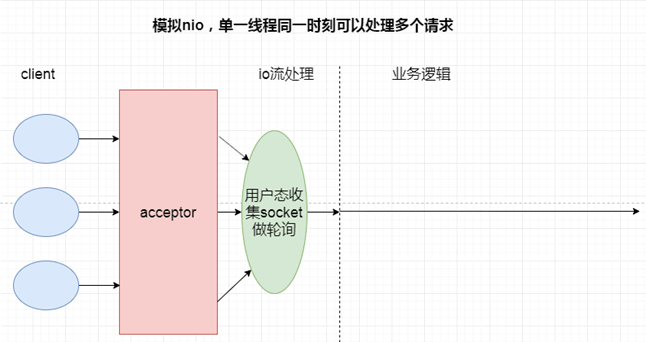 模拟nio，单一线程同一时刻可以处理多个请求
client
io流处理
业务逻辑
acceptor
用户态收
集socket
做轮询